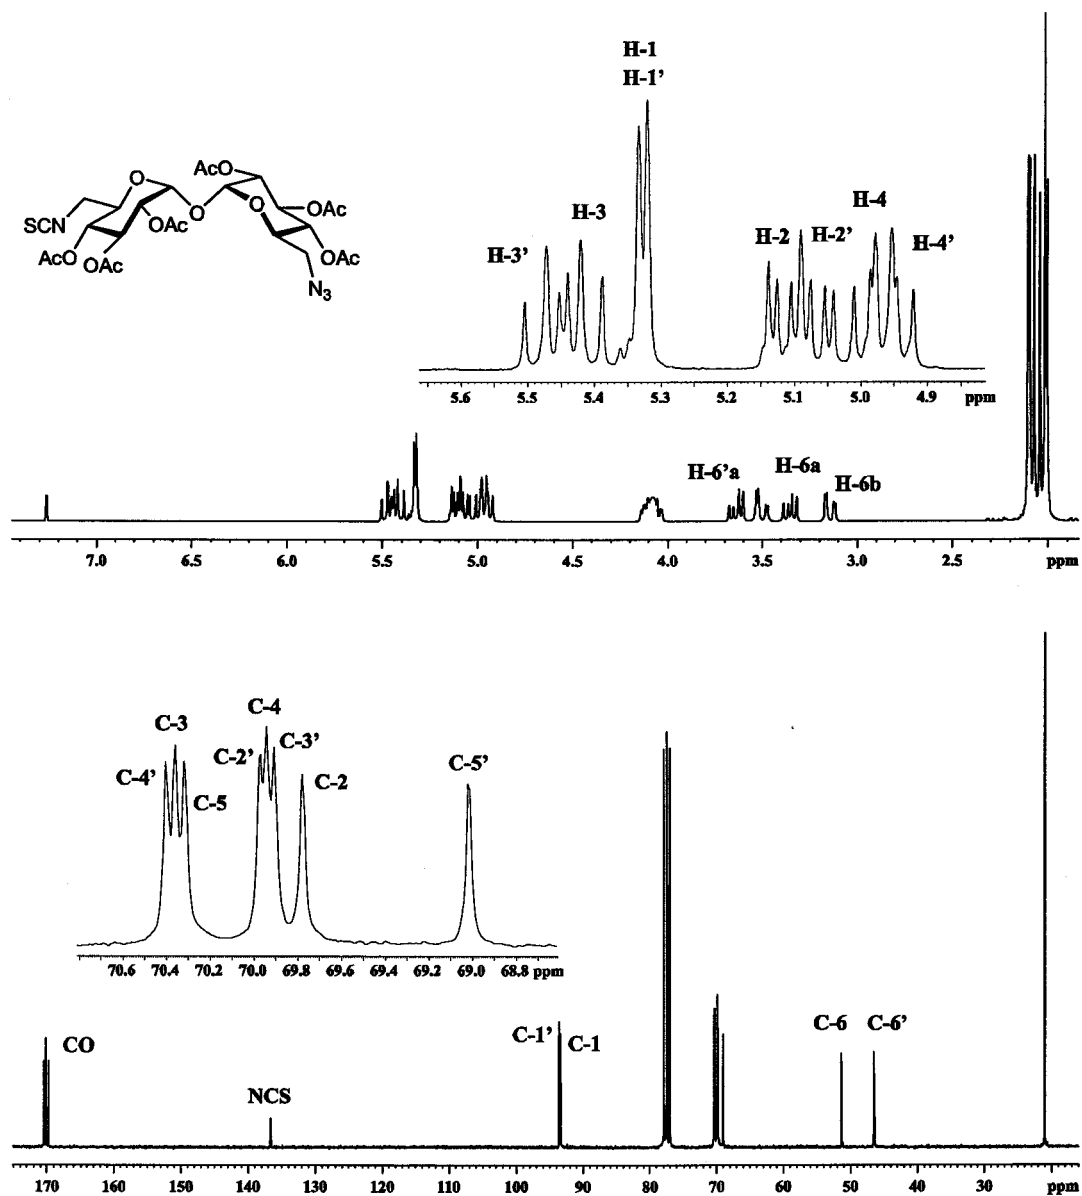 H-1
H-1’
AcO
O
OAc
SCN
O
O
OAc
AcO
OAc
OAc
N3
H-3’
H-3
H-2
H-2’
H-4
H-4’
5.6 5.5 5.4 5.3 5.2 5.1 5.0 4.9 ppm
H-6’a
H-6a
H-6b
7.0 6.5 6.0 5.5 5.0 4.5 4.0 3.5 3.0 2.5 ppm
C-4’
C-3
C-5
C-2’
C-4
C-3’
C-2
C-5’
70.6 70.4 70.2 70.0 69.8 69.6 69.4 69.2 69.0 68.8 ppm
CO
NCS
C-1’
C-1
C-6
C-6’
170 160 150 140 130 120 110 100 90 80 70 60 50 40 30 ppm